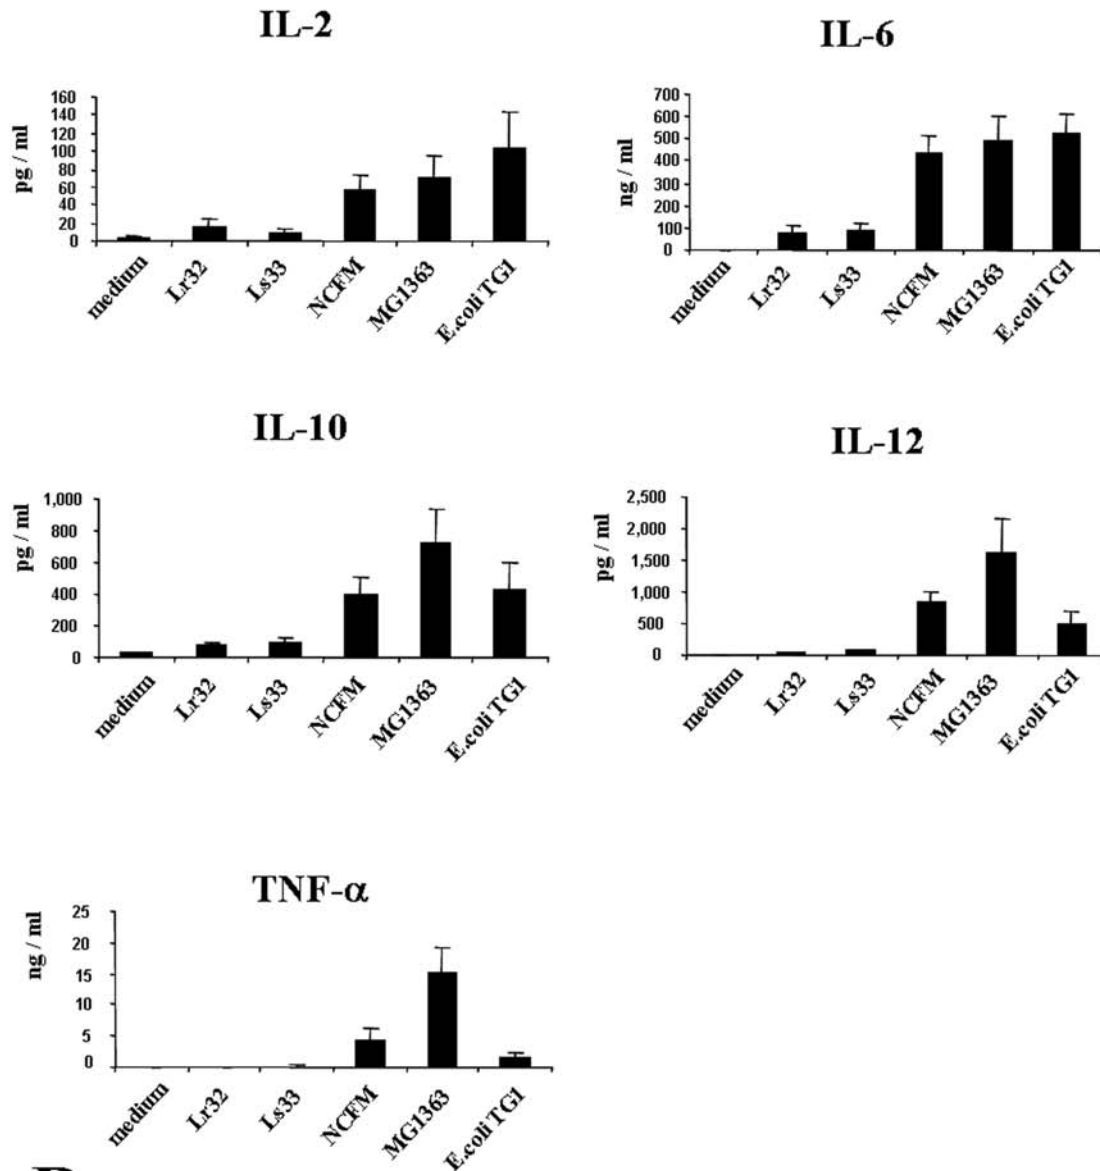 IL-2
pg / ml
160
140
120
100
80
60
40
20
0
medium
Lr32
Ls33
NCFM
MG1363
E.coli TG1
IL-6
ng / ml
700
600
500
400
300
200
100
0
medium
Lr32
Ls33
NCFM
MG1363
E.coli TG1
IL-10
pg / ml
1,000
800
600
400
200
0
medium
Lr32
Ls33
NCFM
MG1363
E.coli TG1
IL-12
pg / ml
2,500
2,000
1,500
1,000
500
0
medium
Lr32
Ls33
NCFM
MG1363
E.coli TG1
TNF-α
ng / ml
25
20
15
10
5
0
medium
Lr32
Ls33
NCFM
MG1363
E.coli TG1